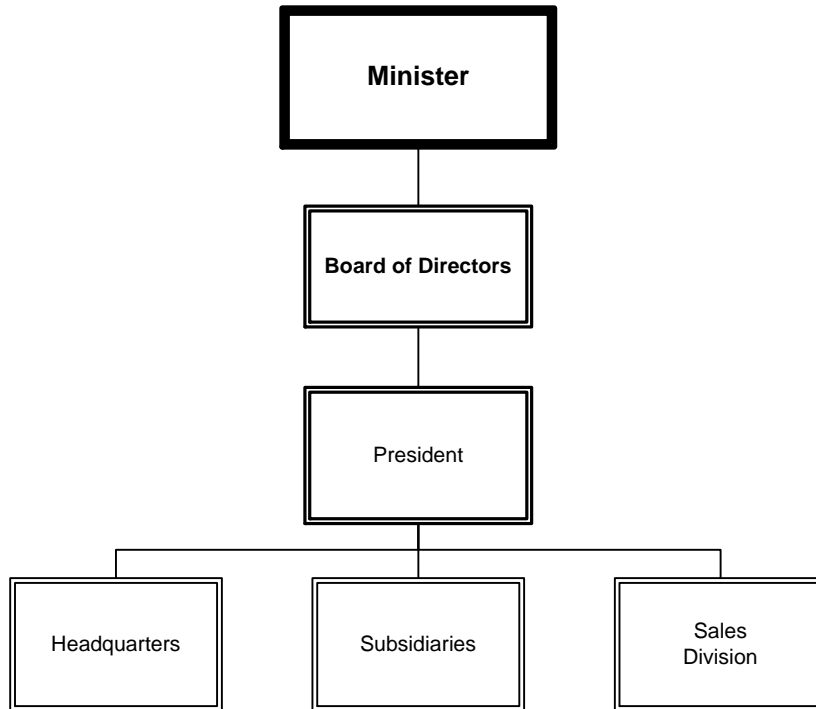 Minister
Board of Directors
President
Headquarters
Subsidiaries
Sales
Division